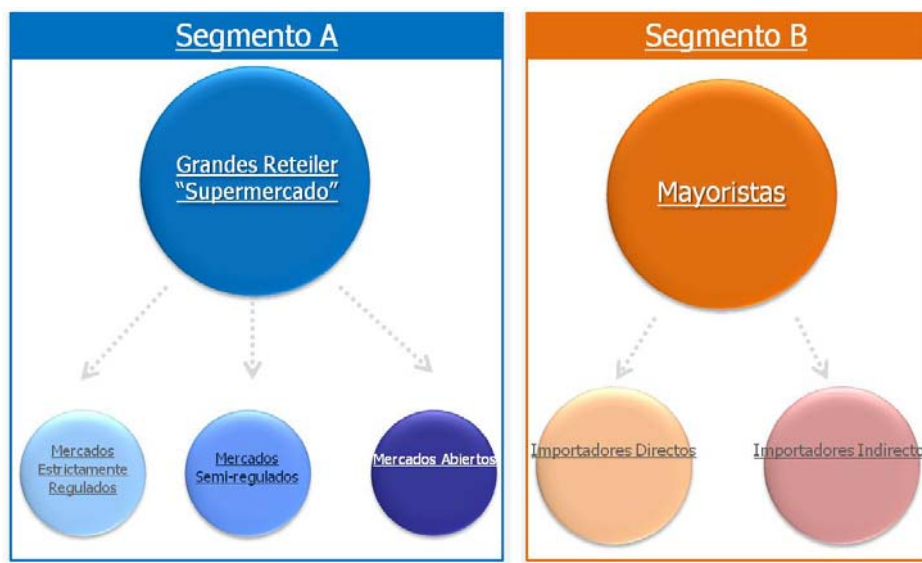 Segmento A
Grandes Reteiler
“Supermercado”
Mercados
Estrictamente
Regulados
Mercados
Semi-regulados
Mercados Abiertos
Segmento B
Mayoristas
Importadores Directos
Importadores Indirecto